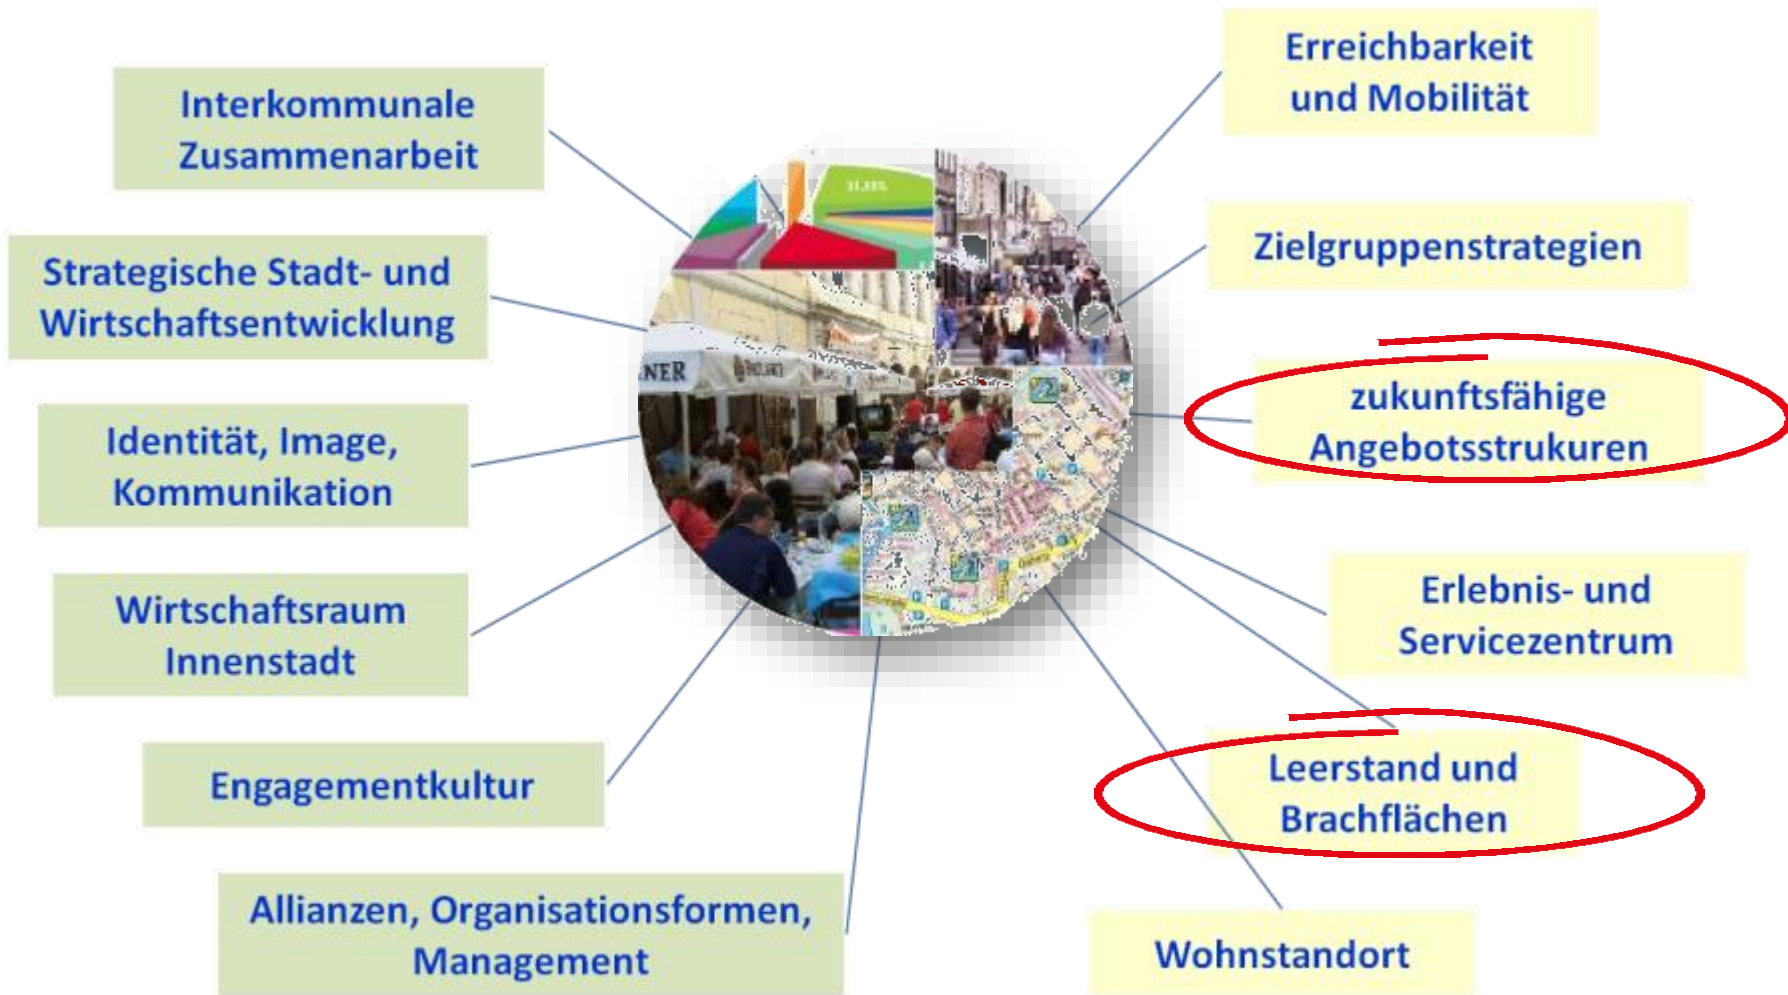 Interkommunale
Zusammenarbeit
Strategische Stadt- und
Wirtschaftsentwicklung
Identität, Image,
Kommunikation
Wirtschaftsraum
Innenstadt
Engagementkultur
Allianzen, Organisationsformen,
Management
NER
Erreichbarkeit
und Mobilität
Zielgruppenstrategien
zukunftsfähige
Angebotsstrukuren
Erlebnis- und
Servicezentrum
Leerstand und
Brachflächen
Wohnstandort